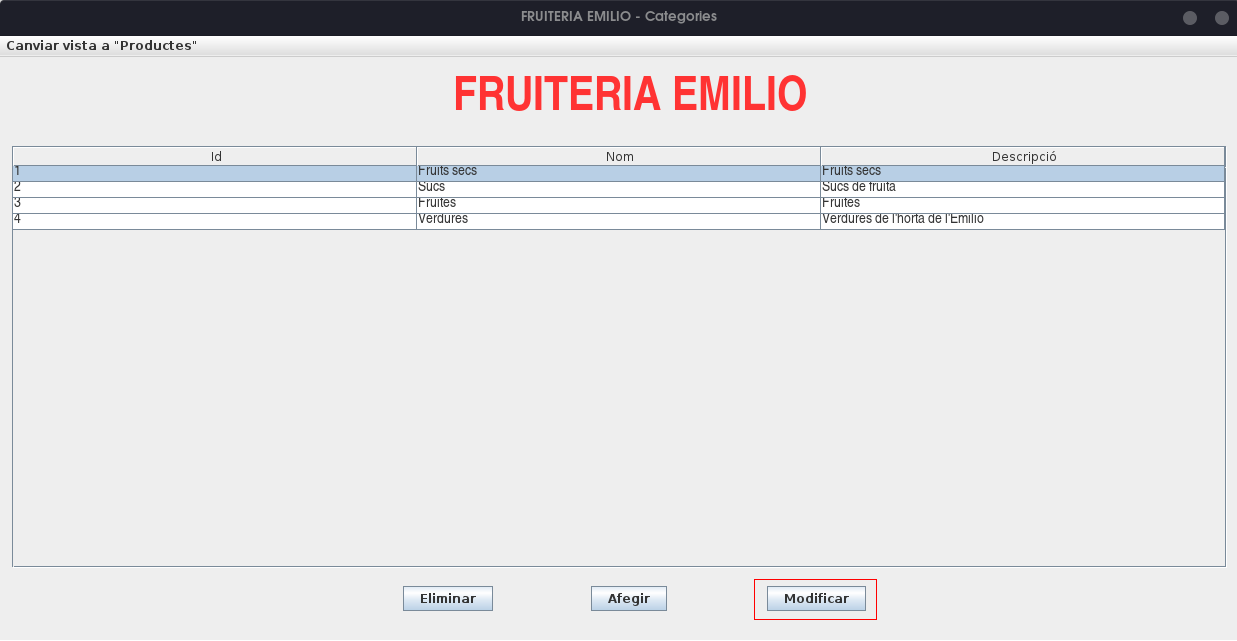 FRUITERIA EMILIO - Categories
Canviar vista a "Productes"
FRUITERIA EMILIO
Id Nom Descripció
1 Fruits secs Fruits secs
2 Sucs Sucs de fruita
3 Fruites Fruites
4 Verdures Verdures de l'horta de l'Emilio
Eliminar Afegir Modificar